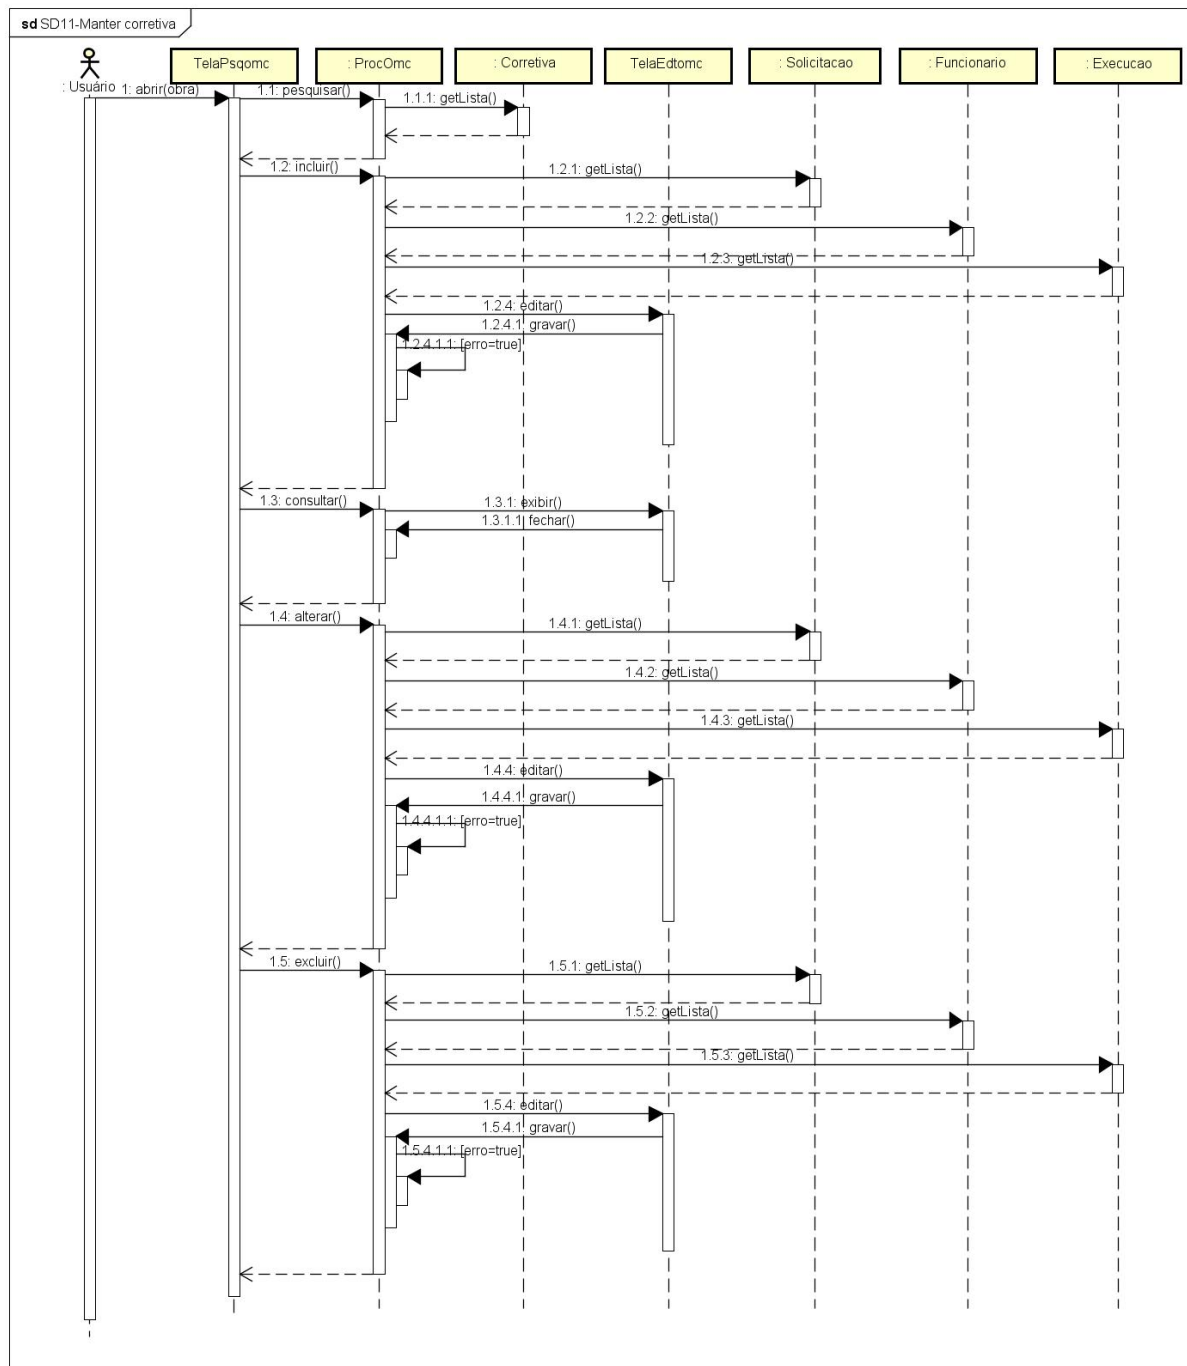 sd SD11-Manter corretiva
TelaPsqomc
: ProcOmc
: Corretiva
TelaEdtomc
: Solicitacao
: Funcionario
: Execucao
: Usuário
1: abrir(obra)
1.1: pesquisar()
1.1.1: getLista()
1.2: incluir()
1.2.1: getLista()
1.2.2: getLista()
1.2.3: getLista()
1.2.4: editar()
1.2.4.1: gravar()
1.2.4.1.1: [erro=true]
1.3: consultar()
1.3.1: exibir()
1.3.1.1: fechar()
1.4: alterar()
1.4.1: getLista()
1.4.2: getLista()
1.4.3: getLista()
1.4.4: editar()
1.4.4.1: gravar()
1.4.4.1.1: [erro=true]
1.5: excluir()
1.5.1: getLista()
1.5.2: getLista()
1.5.3: getLista()
1.5.4: editar()
1.5.4.1: gravar()
1.5.4.1.1: [erro=true]